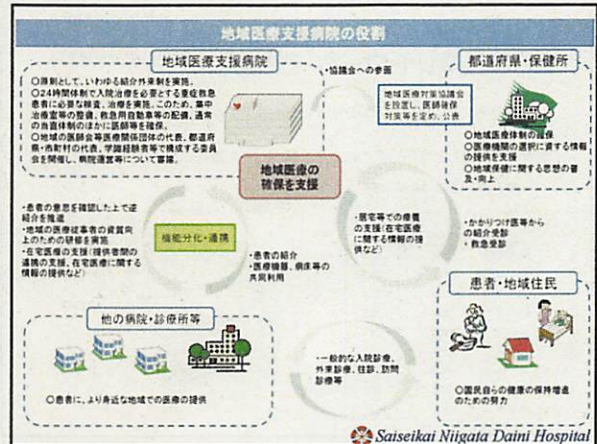 地域医療支援病院の役割
地域医療支援病院
○原則として、いわゆる紹介外来制を実施。
○24時間体制で入院治療を必要とする重症救急
患者に必要な検査、治療を実施。このため、集中
治療室等の整備、救急用自動車等の配備、通常
の当直体制のほかに医師等を確保。
○地域の医師会等医療関係団体の代表、都道府
県・市町村の代表、学識経験者等で構成する委員
会を開催し、病院運営等について審議。
・協議会への参画
地域医療対策協議会
を設置し、医師確保
対策等を定め、公表
都道府県・保健所
○地域医療体制の確保
○医療機関の選択に資する情報
の提供を支援
○地域保健に関する思想の普
及・向上
地域医療の
確保を支援
・患者の意思を確認した上で逆
紹介を推進
・地域の医療従事者の資質向
上のための研修を実施
・在宅医療の支援(提供者間の
連携の支援、在宅医療に関する
情報の提供など)
機能分化・連携
・患者の紹介
・医療機器、病床等の
共同利用
・居宅等での療養
の支援(在宅医療
に関する情報の提
供など)
・かかりつけ医等から
の紹介受診
・救急受診
他の病院・診療所等
○患者に、より身近な地域での医療の提供
・一般的な入院診療、
外来診療、往診、訪問
診療等
患者・地域住民
○国民自らの健康の保持増進
のための努力
Saiseikai Niigata Daini Hospital